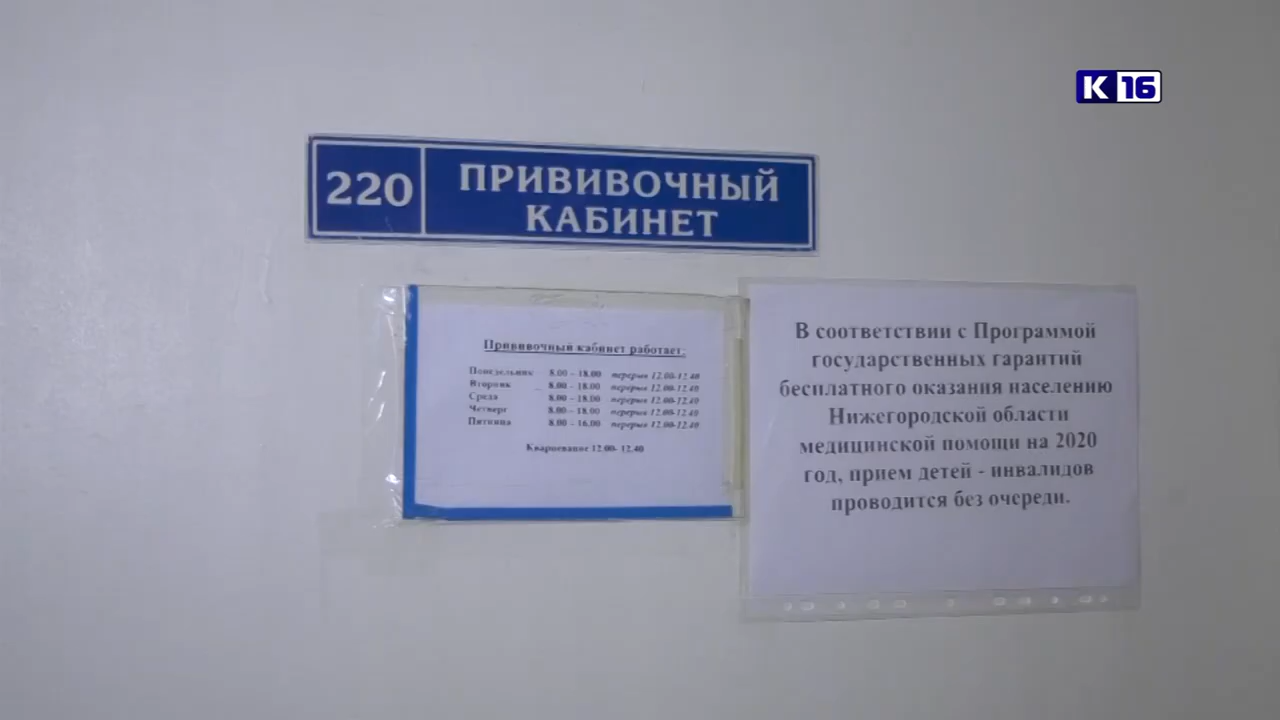 К 16
220
ПРИВИВОЧНЫЙ
КАБИНЕТ
Прививочный кабинет работает:
Понедельник 8.00 – 18.00 перерыв 12.00-12.40
Вторник 8.00 – 18.00 перерыв 12.00-12.40
Среда 8.00 – 18.00 перерыв 12.00-12.40
Четверг 8.00 – 18.00 перерыв 12.00-12.40
Пятница 8.00 – 16.00 перерыв 12.00-12.40
Кварцевание 12.00- 12.40
В соответствии с Программой
государственных гарантий
бесплатного оказания населению
Нижегородской области
медицинской помощи на 2020
год, прием детей - инвалидов
проводится без очереди.